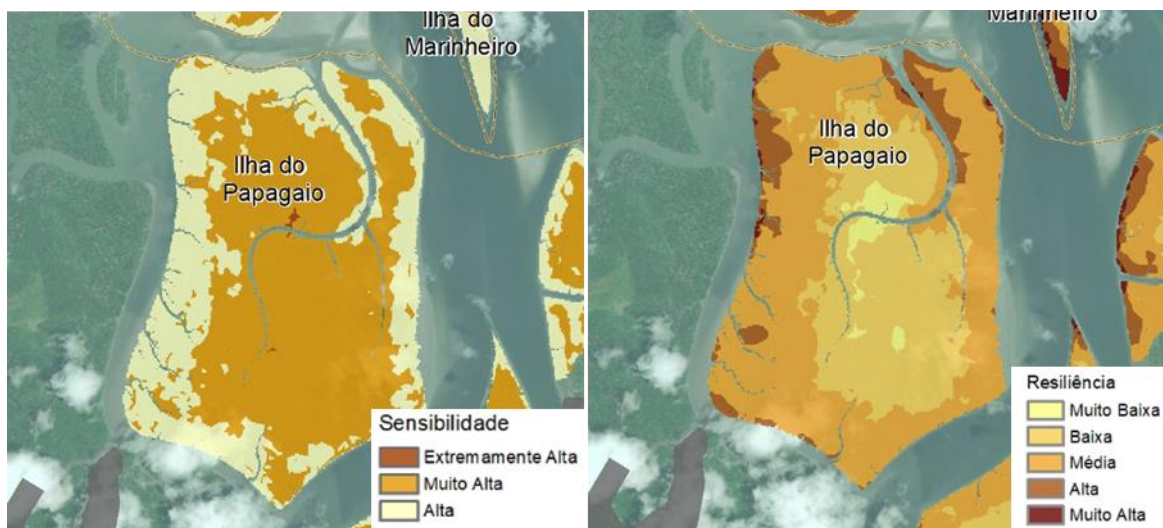 Ilha do
Marinheiro
Ilha do
Papagaio
Sensibilidade
Extremamente Alta
Muito Alta
Alta
Marinheiro
Ilha do
Papagaio
Resiliência
Muito Baixa
Baixa
Média
Alta
Muito Alta